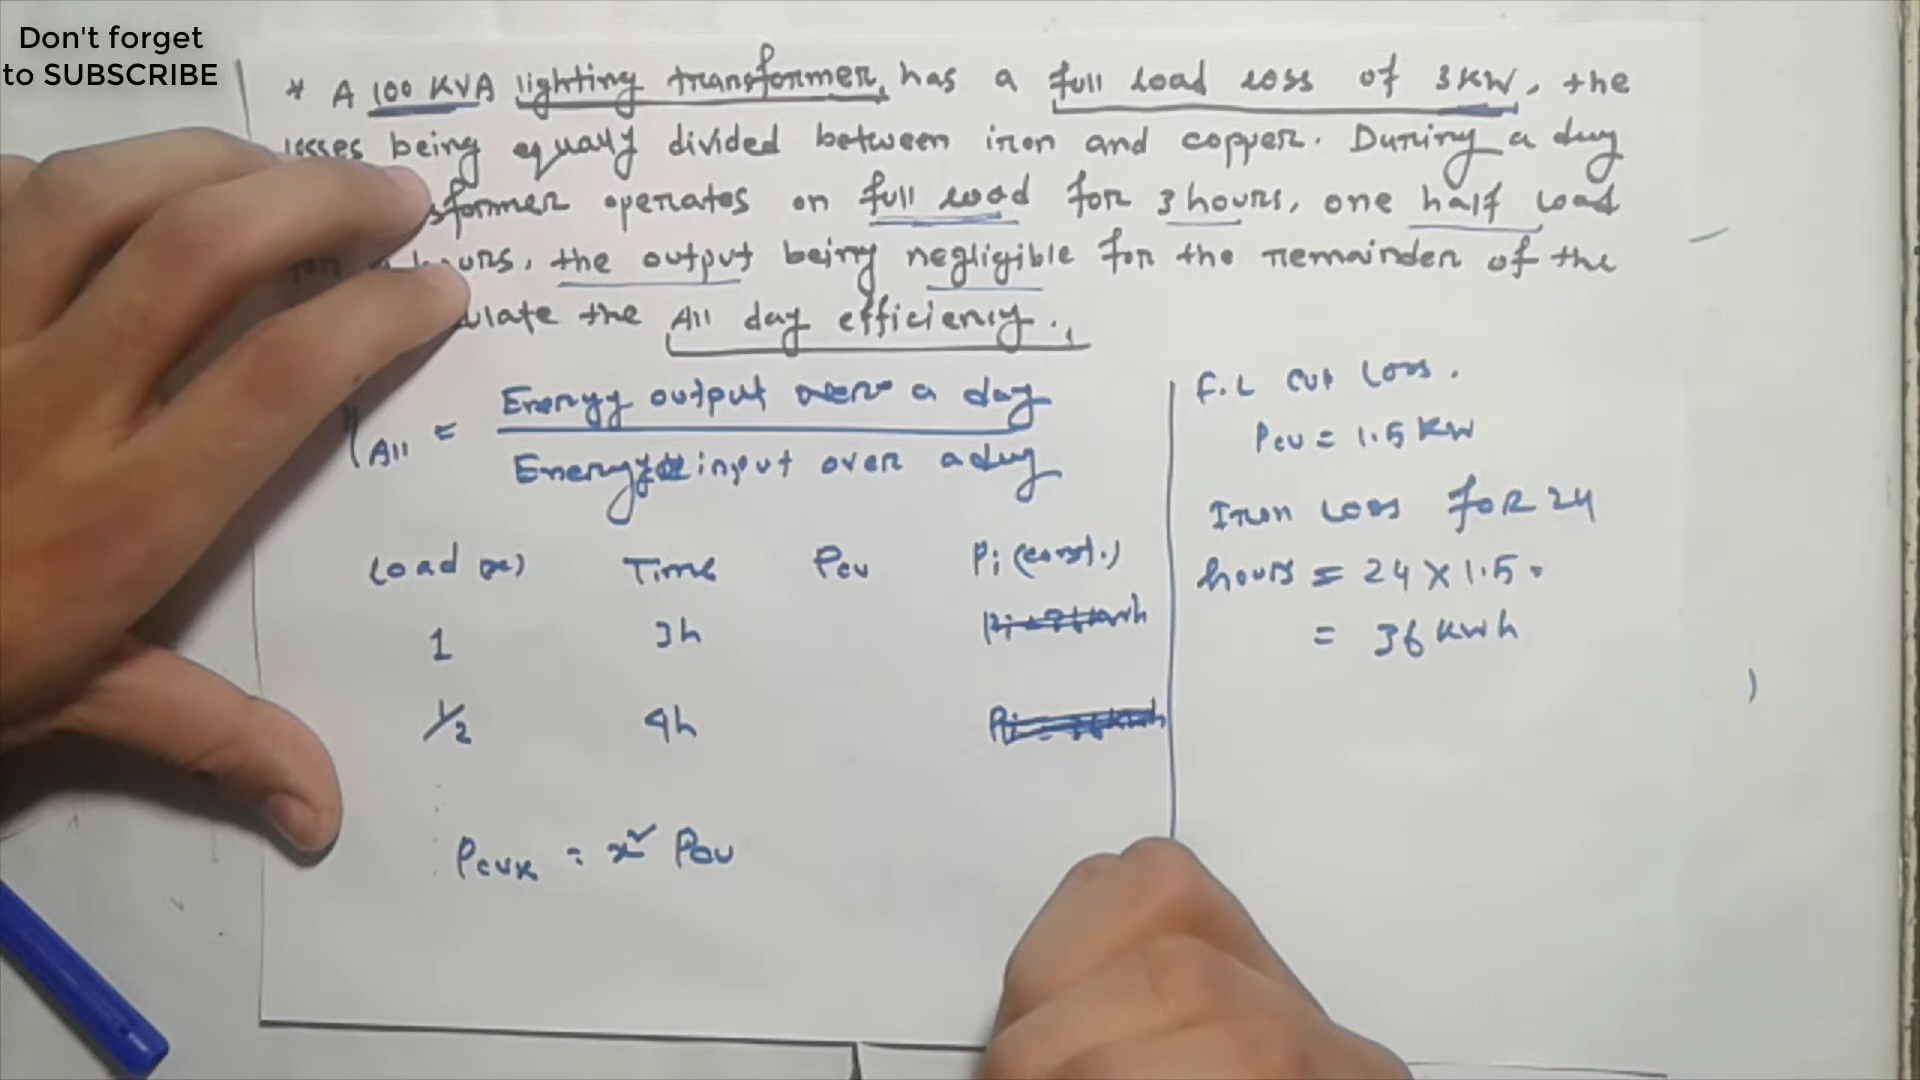 Don't forget
to SUBSCRIBE
* A 100 KVA lighting transformer, has a full load loss of 3KW, the
losses being equally divided between iron and copper. During a day
sformer operates on full load for 3 hours, one half load
hours, the output being negligible for the remainder of the
ulate the All day efficiency.
η All = Energy output over a day
Energy input over a day
Load (x) Time Pcu Pi (const.)
1 3h
1/2 4h
Pcux = x² Pcu
F.L cu loss.
Pcu = 1.5 KW
Iron loss for 24
hours = 24 × 1.5
= 36 kwh